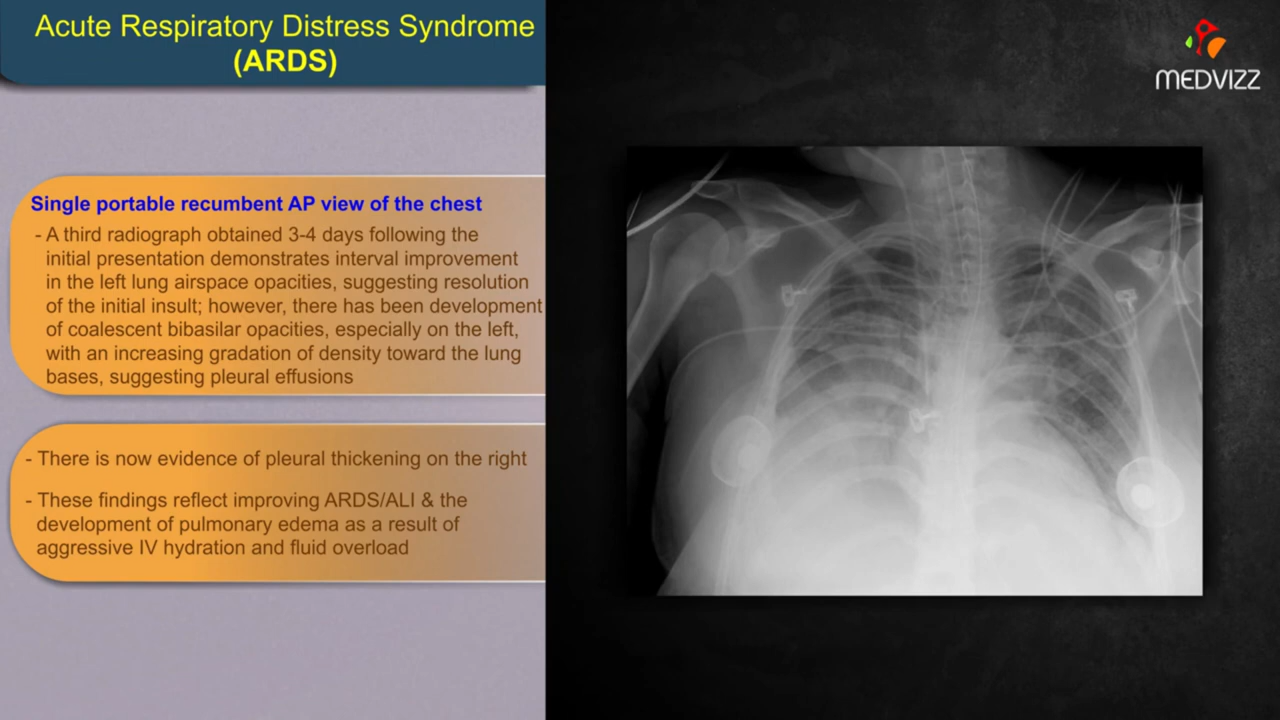 Acute Respiratory Distress Syndrome
(ARDS)
MEDVIZZ
Single portable recumbent AP view of the chest
- A third radiograph obtained 3-4 days following the
initial presentation demonstrates interval improvement
in the left lung airspace opacities, suggesting resolution
of the initial insult; however, there has been development
of coalescent bibasilar opacities, especially on the left,
with an increasing gradation of density toward the lung
bases, suggesting pleural effusions
- There is now evidence of pleural thickening on the right
- These findings reflect improving ARDS/ALI & the
development of pulmonary edema as a result of
aggressive IV hydration and fluid overload